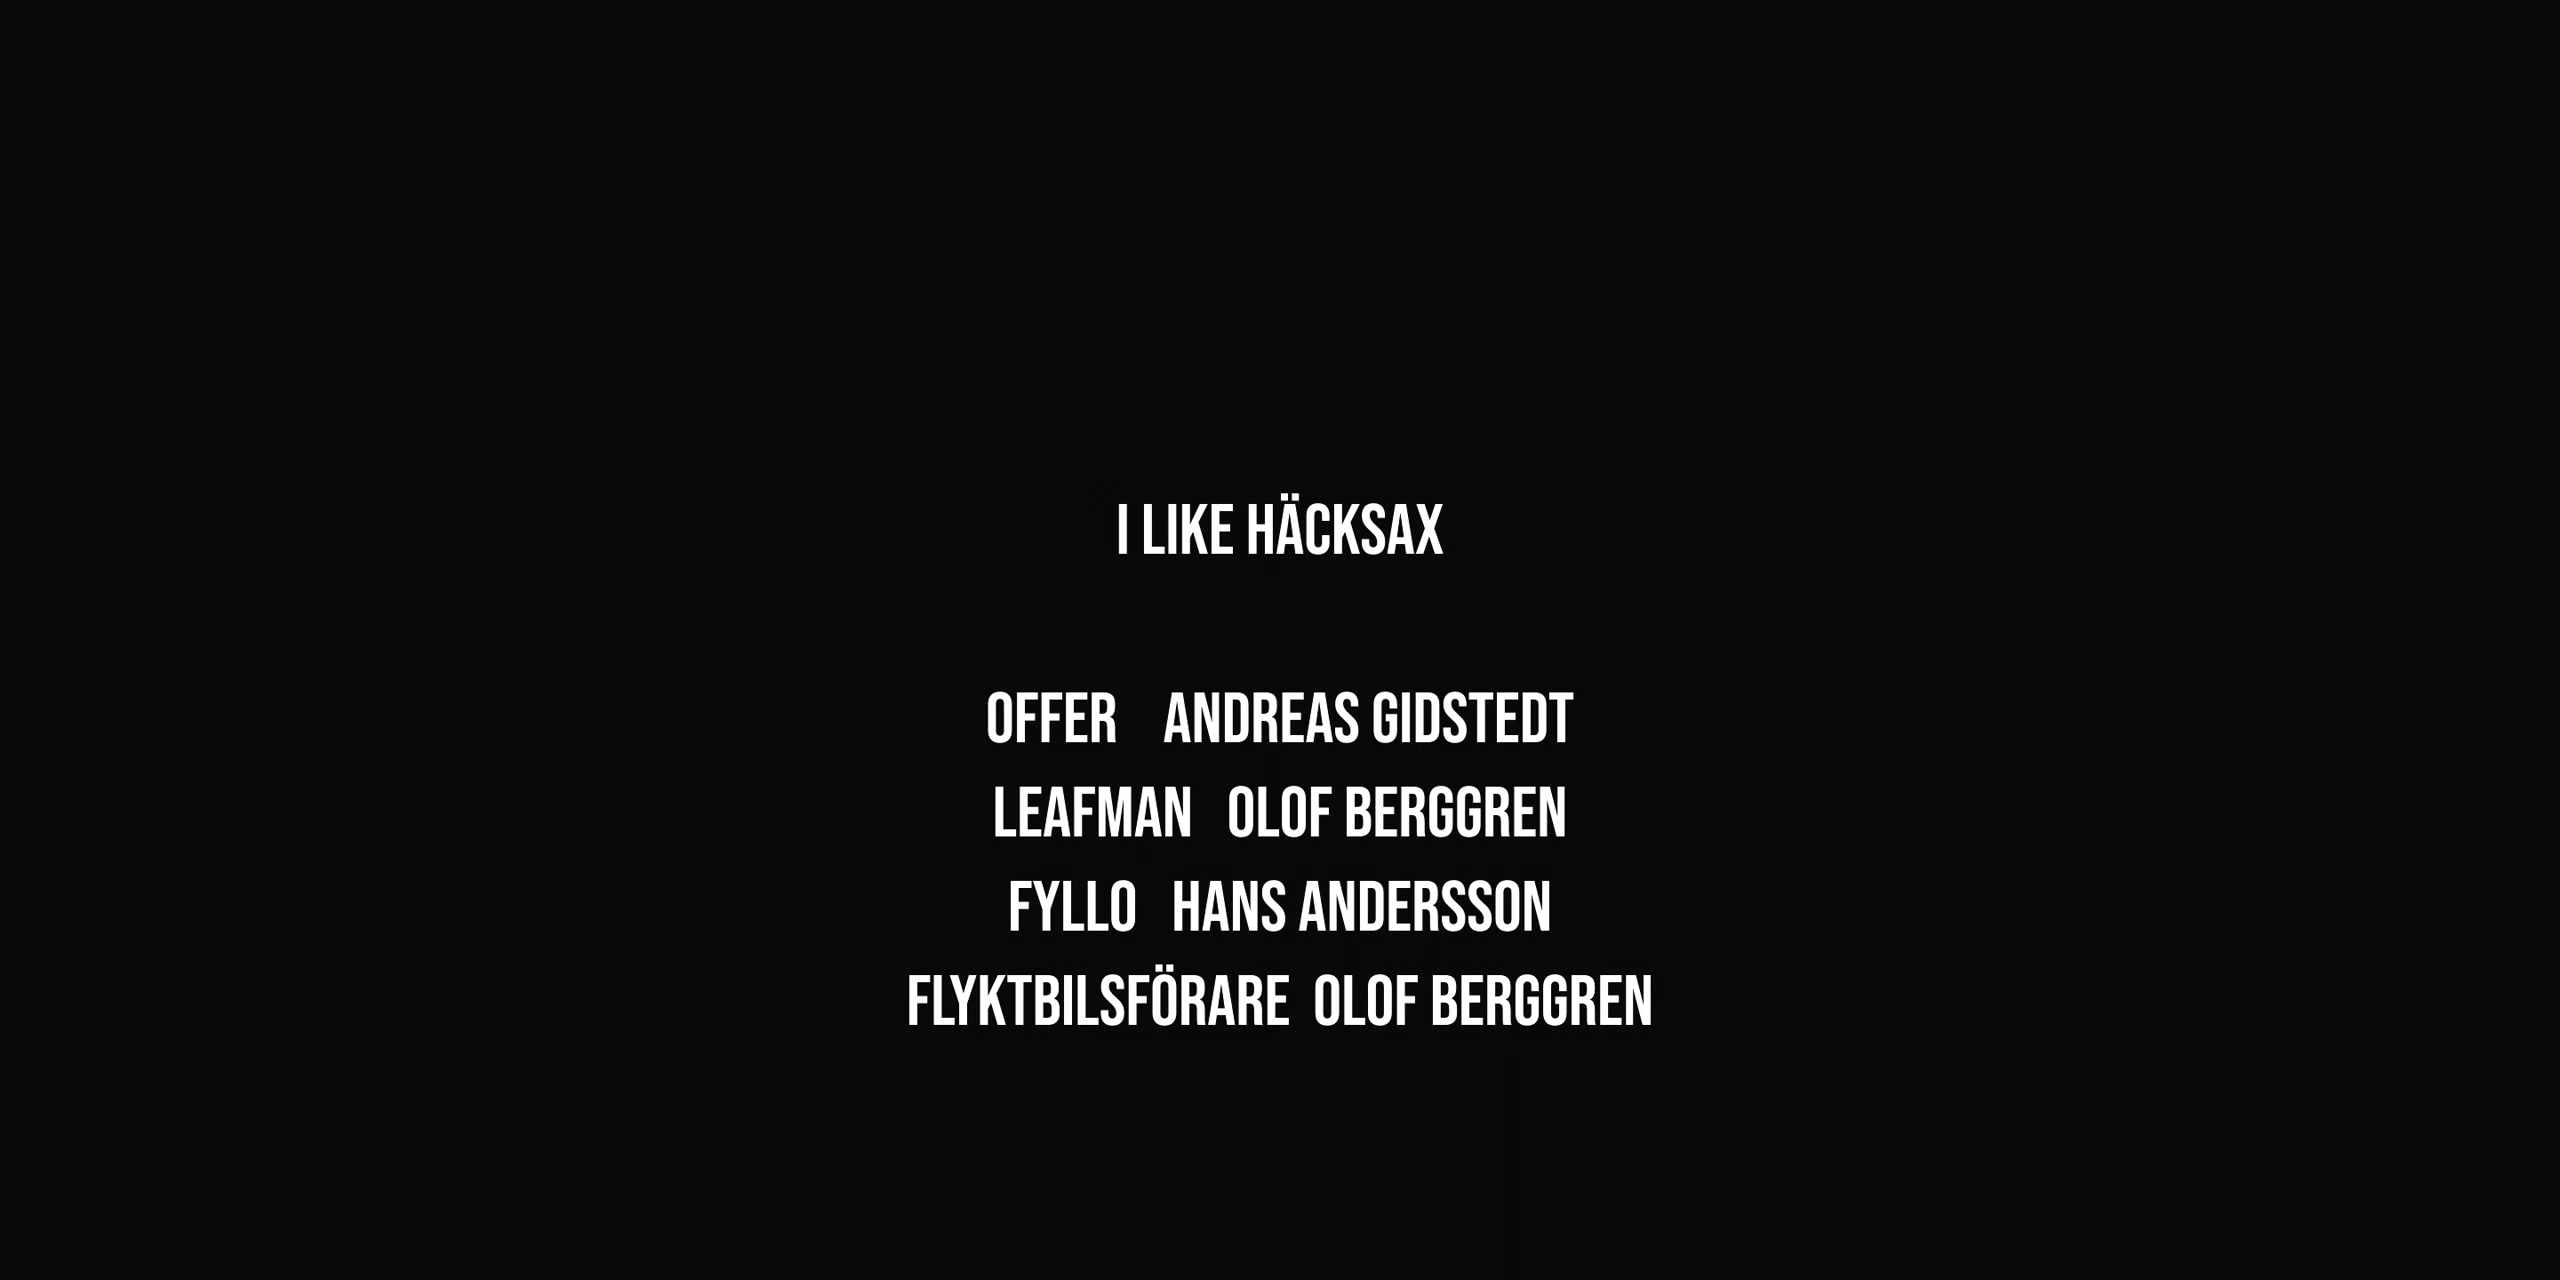 I LIKE HÄCKSAX
OFFER ANDREAS GIDSTEDT
LEAFMAN OLOF BERGGREN
FYLLO HANS ANDERSSON
FLYKTBILSFÖRARE OLOF BERGGREN